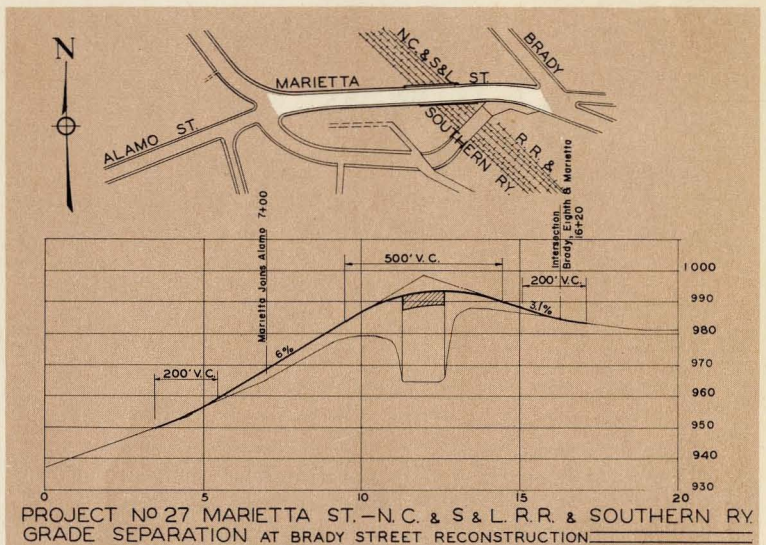 N
N.C. & S&L.
BRADY
MARIETTA ST.
ALAMO ST.
SOUTHERN RY.
R.R. &
Marietta Joins Alamo 7+00
Intersection
Brady, Eighth & Marietta
16+20
500' V.C.
200' V.C.
200' V.C.
6%
3.1%
1000
990
980
970
960
950
940
930
0 5 10 15 20
PROJECT Nº 27 MARIETTA ST.-N.C. & S & L. R.R. & SOUTHERN RY.
GRADE SEPARATION AT BRADY STREET RECONSTRUCTION